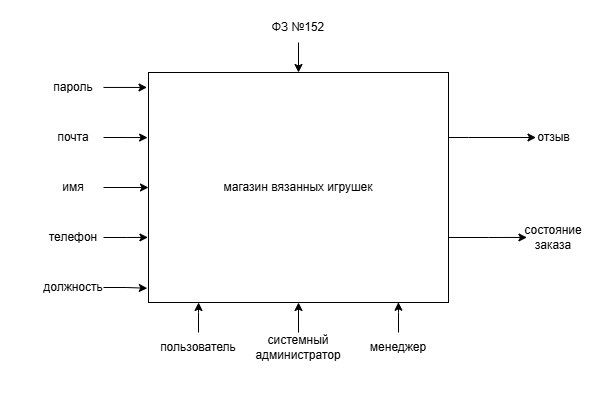 ФЗ №152
пароль
почта
имя
телефон
должность
магазин вязанных игрушек
отзыв
состояние
заказа
пользователь
системный
администратор
менеджер